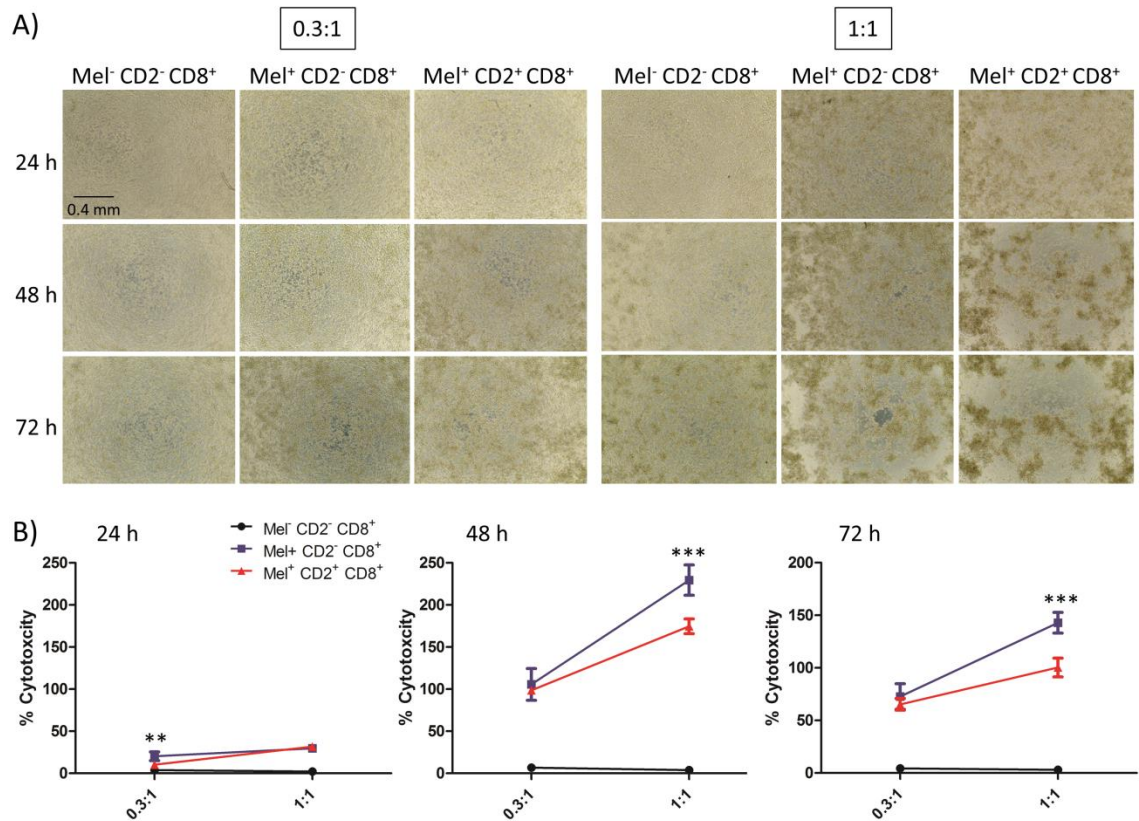 A)
0.3:1
1:1
Mel⁻ CD2⁻ CD8⁺
Mel⁺ CD2⁻ CD8⁺
Mel⁺ CD2⁺ CD8⁺
Mel⁻ CD2⁻ CD8⁺
Mel⁺ CD2⁻ CD8⁺
Mel⁺ CD2⁺ CD8⁺
24 h
0.4 mm
48 h
72 h
B)
24 h
Mel⁻ CD2⁻ CD8⁺
Mel+ CD2⁻ CD8⁺
Mel⁺ CD2⁺ CD8⁺
% Cytotoxcity
250
200
150
100
50
0
**
0.3:1
1:1
48 h
% Cytotoxcity
250
200
150
100
50
0
***
0.3:1
1:1
72 h
% Cytotoxcity
200
150
100
50
0
***
0.3:1
1:1